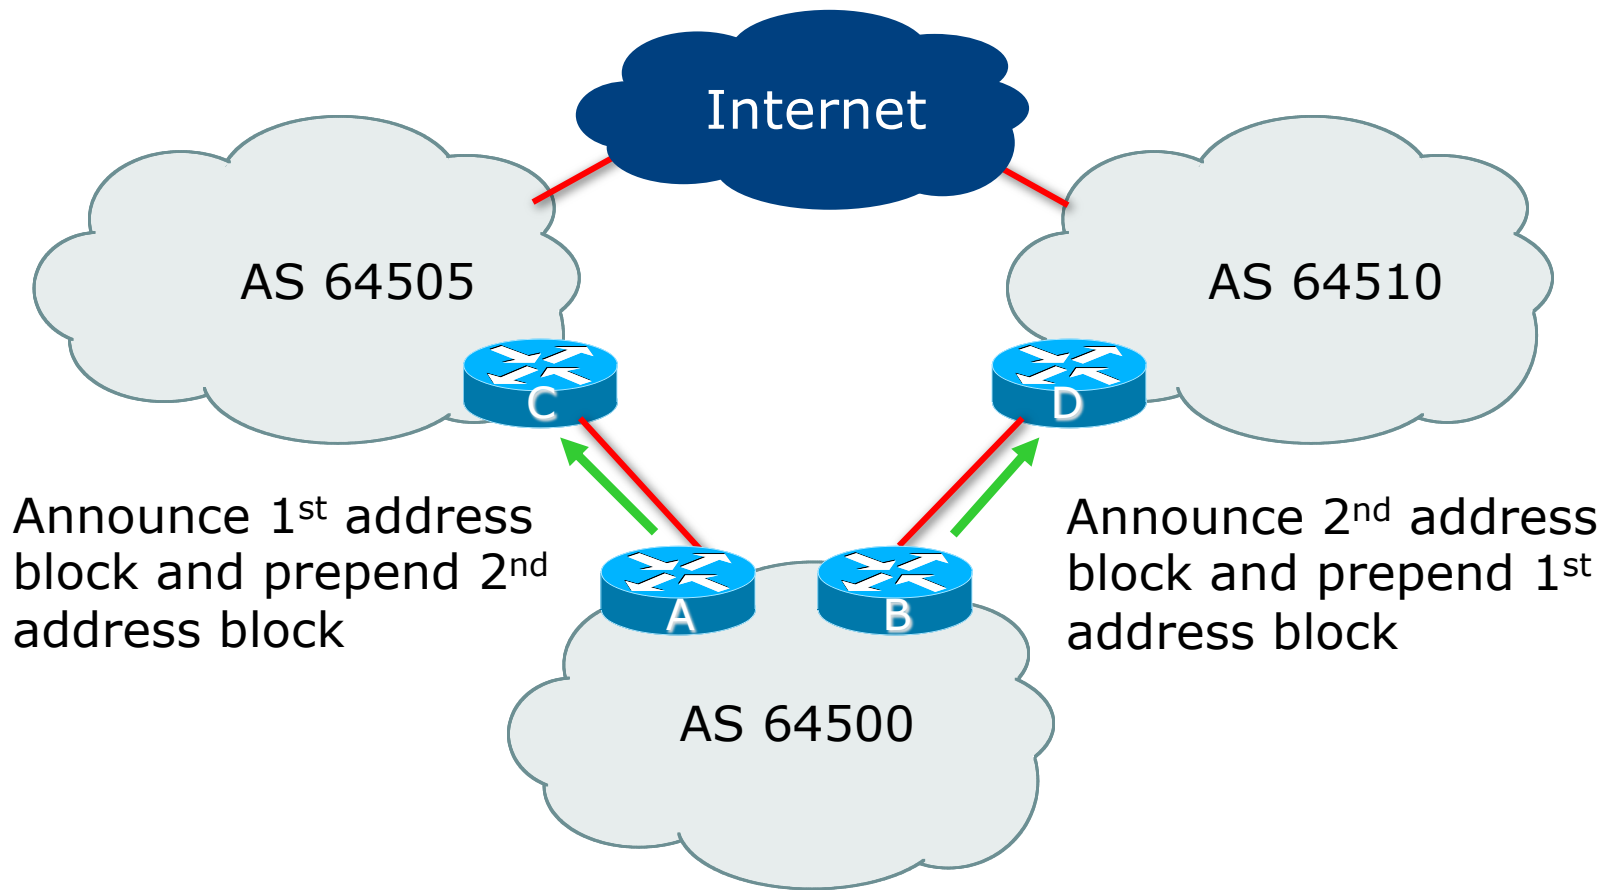 Internet
AS 64505
AS 64510
C
D
Announce 1st address
block and prepend 2nd
address block
Announce 2nd address
block and prepend 1st
address block
A
B
AS 64500